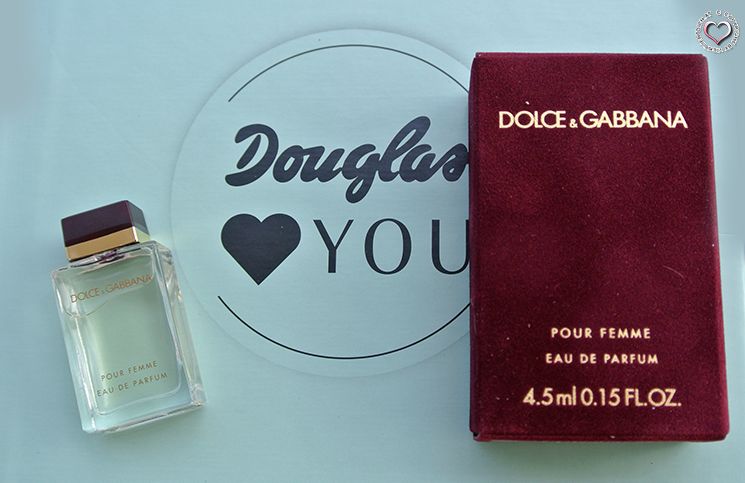 Douglas
YOU
DOLCE & GABBANA
POUR FEMME
EAU DE PARFUM
DOLCE & GABBANA
POUR FEMME
EAU DE PARFUM
4.5ml 0.15 FL.OZ.